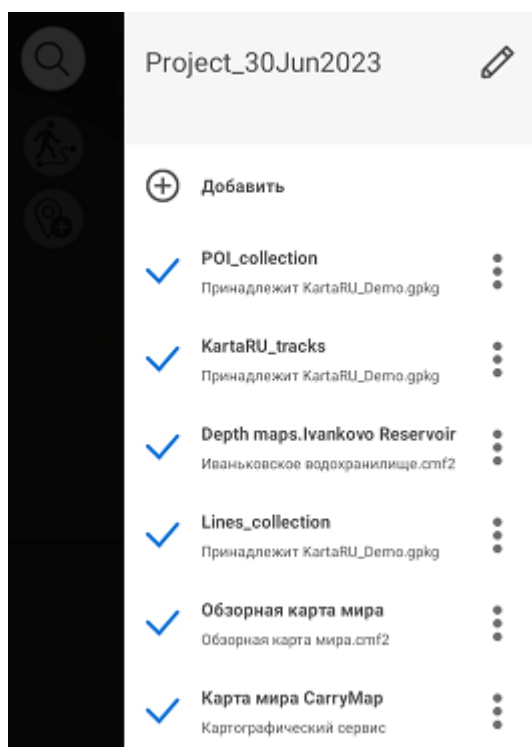 Project_30Jun2023
Добавить
POI_collection
Принадлежит KartaRU_Demo.gpkg
KartaRU_tracks
Принадлежит KartaRU_Demo.gpkg
Depth maps.Ivankovo Reservoir
Иваньковское водохранилище.cmf2
Lines_collection
Принадлежит KartaRU_Demo.gpkg
Обзорная карта мира
Обзорная карта мира.cmf2
Карта мира CarryMap
Картографический сервис